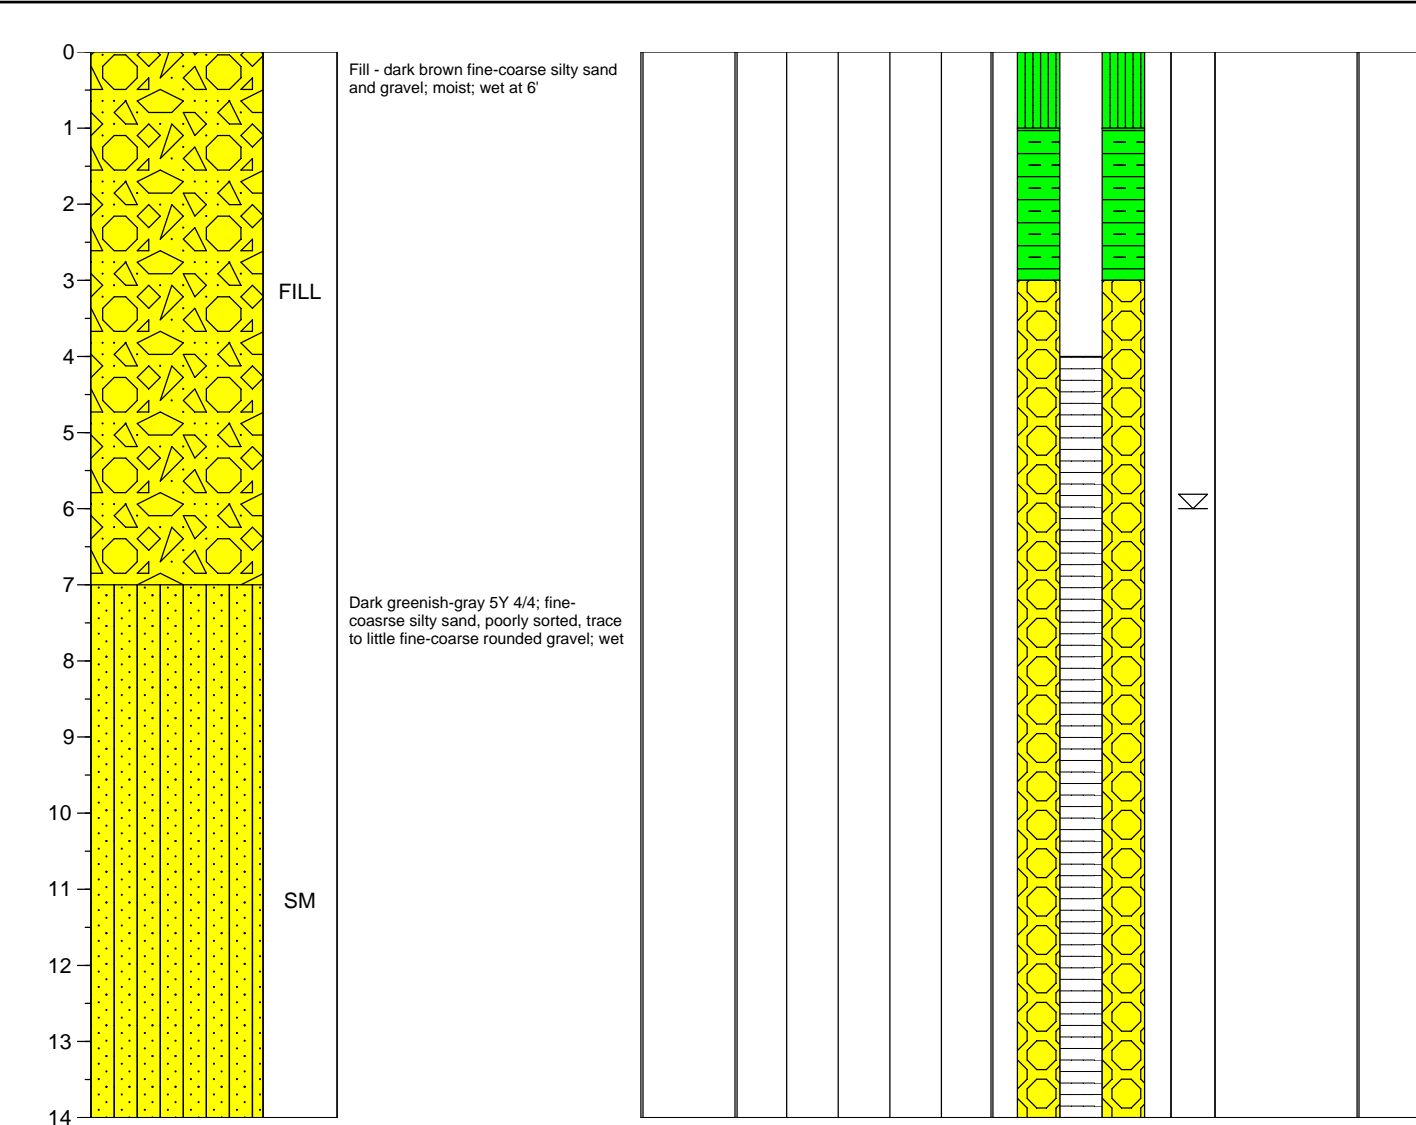 0
Fill - dark brown fine-coarse silty sand
and gravel; moist; wet at 6'
1
2
3
FILL
4
5
6
7
Dark greenish-gray 5Y 4/4; fine-
coasrse silty sand, poorly sorted, trace
to little fine-coarse rounded gravel; wet
8
9
10
11
SM
12
13
14